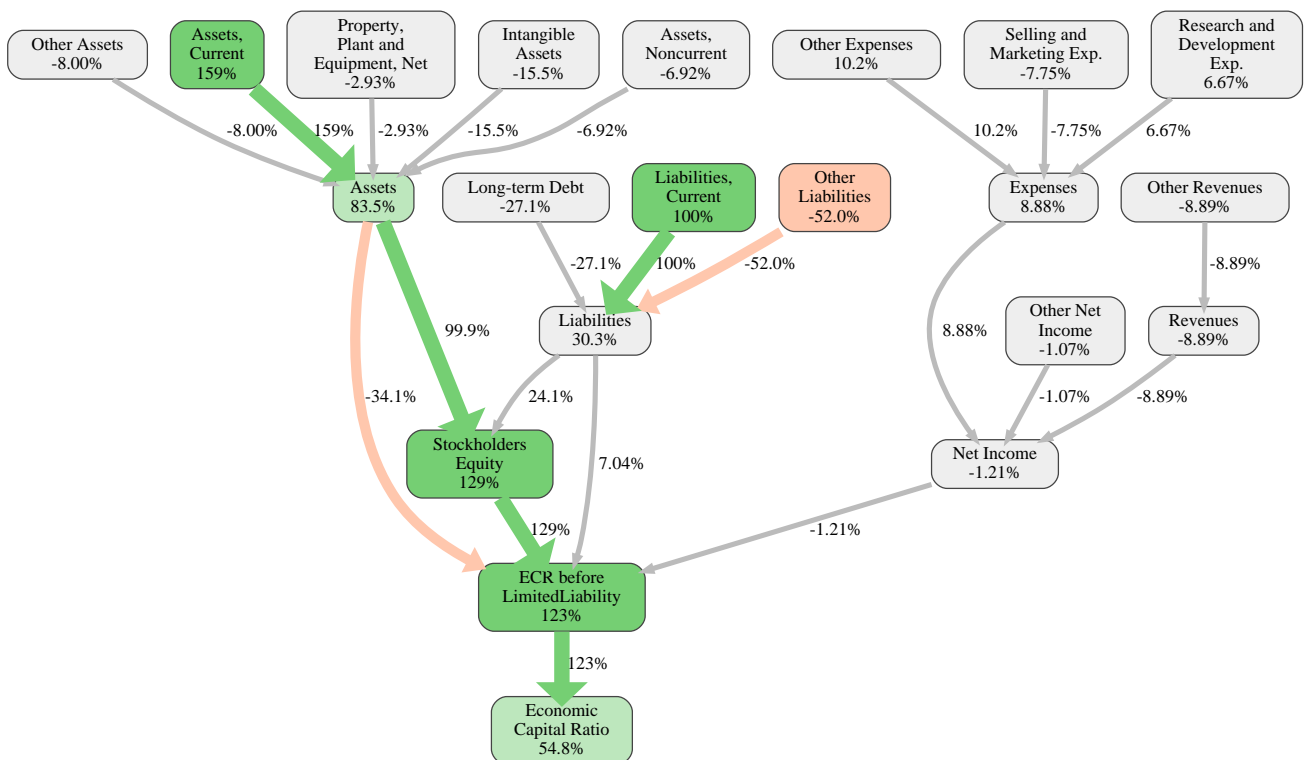 Other Assets
-8.00%
Assets,
Current
159%
Property,
Plant and
Equipment, Net
-2.93%
Intangible
Assets
-15.5%
Assets,
Noncurrent
-6.92%
Other Expenses
10.2%
Selling and
Marketing Exp.
-7.75%
Research and
Development
Exp.
6.67%
-8.00%
159%
-2.93%
-15.5%
-6.92%
10.2%
-7.75%
6.67%
Assets
83.5%
Long-term Debt
-27.1%
Liabilities,
Current
100%
Other
Liabilities
-52.0%
Expenses
8.88%
Other Revenues
-8.89%
-27.1%
100%
-52.0%
-8.89%
99.9%
Liabilities
30.3%
8.88%
Other Net
Income
-1.07%
Revenues
-8.89%
-34.1%
24.1%
-1.07%
-8.89%
Stockholders
Equity
129%
7.04%
Net Income
-1.21%
129%
-1.21%
ECR before
LimitedLiability
123%
123%
Economic
Capital Ratio
54.8%